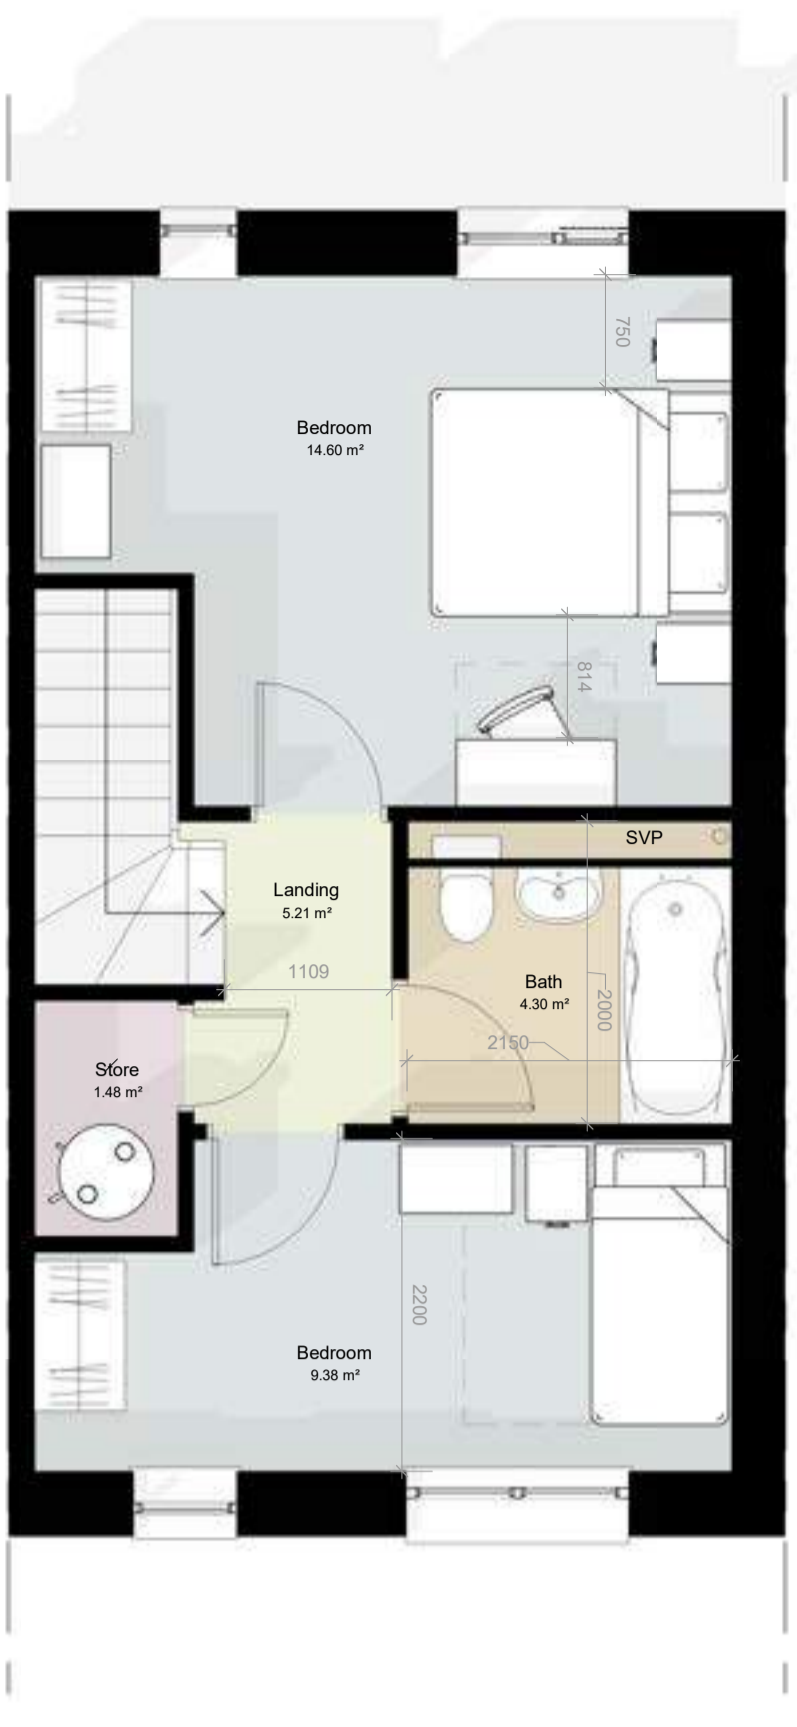 750
Bedroom
14.60 m²
814
SVP
Landing
5.21 m²
1109
Bath
4.30 m²
2000
2150
Store
1.48 m²
2200
Bedroom
9.38 m²